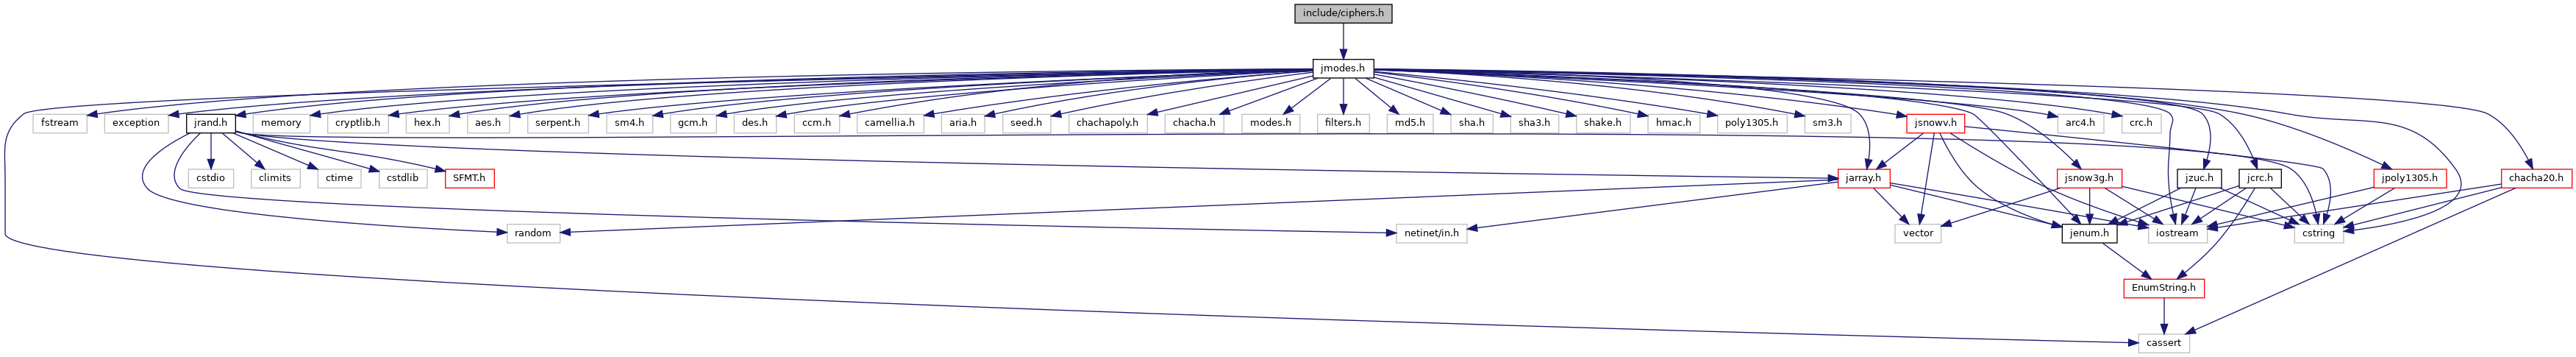 include/ciphers.h
jmodes.h
fstream
exception
jrand.h
memory
cryptlib.h
hex.h
aes.h
serpent.h
sm4.h
gcm.h
des.h
ccm.h
camellia.h
aria.h
seed.h
chachapoly.h
chacha.h
modes.h
filters.h
md5.h
sha.h
sha3.h
shake.h
hmac.h
poly1305.h
sm3.h
jsnowv.h
arc4.h
crc.h
cstdio
climits
ctime
cstdlib
SFMT.h
jarray.h
jsnow3g.h
jzuc.h
jcrc.h
jpoly1305.h
chacha20.h
random
netinet/in.h
vector
jenum.h
iostream
cstring
EnumString.h
cassert